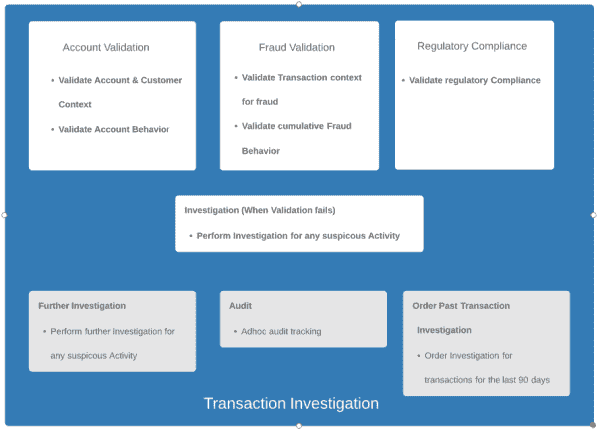 Account Validation
• Validate Account & Customer
Context
• Validate Account Behavior
Fraud Validation
• Validate Transaction context
for fraud
• Validate cumulative Fraud
Behavior
Regulatory Compliance
• Validate regulatory Compliance
Investigation (When Validation fails)
• Perform Investigation for any suspicous Activity
Further Investigation
• Perform further Investigation for
any suspicous Activity
Audit
• Adhoc audit tracking
Order Past Transaction
Investigation
• Order Investigation for
transactions for the last 90 days
Transaction Investigation